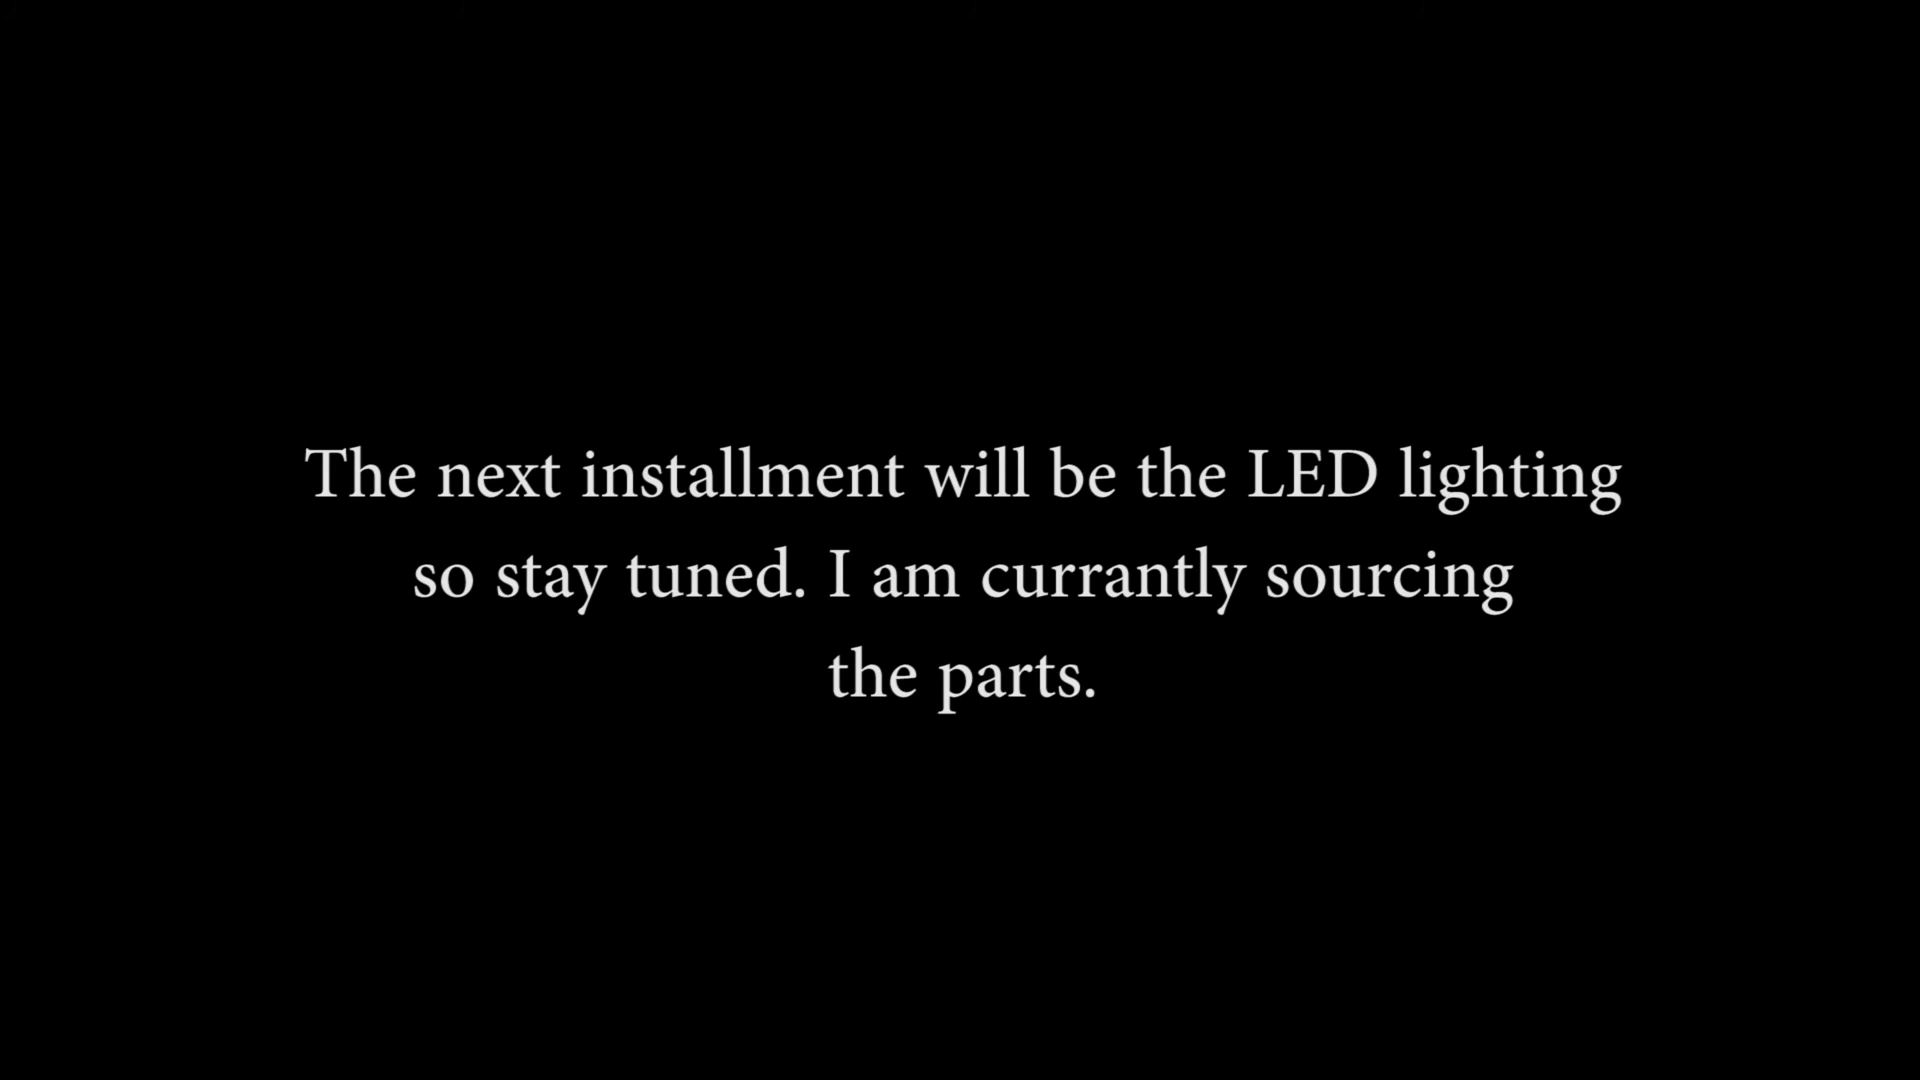 The next installment will be the LED lighting
so stay tuned. I am currantly sourcing
the parts.